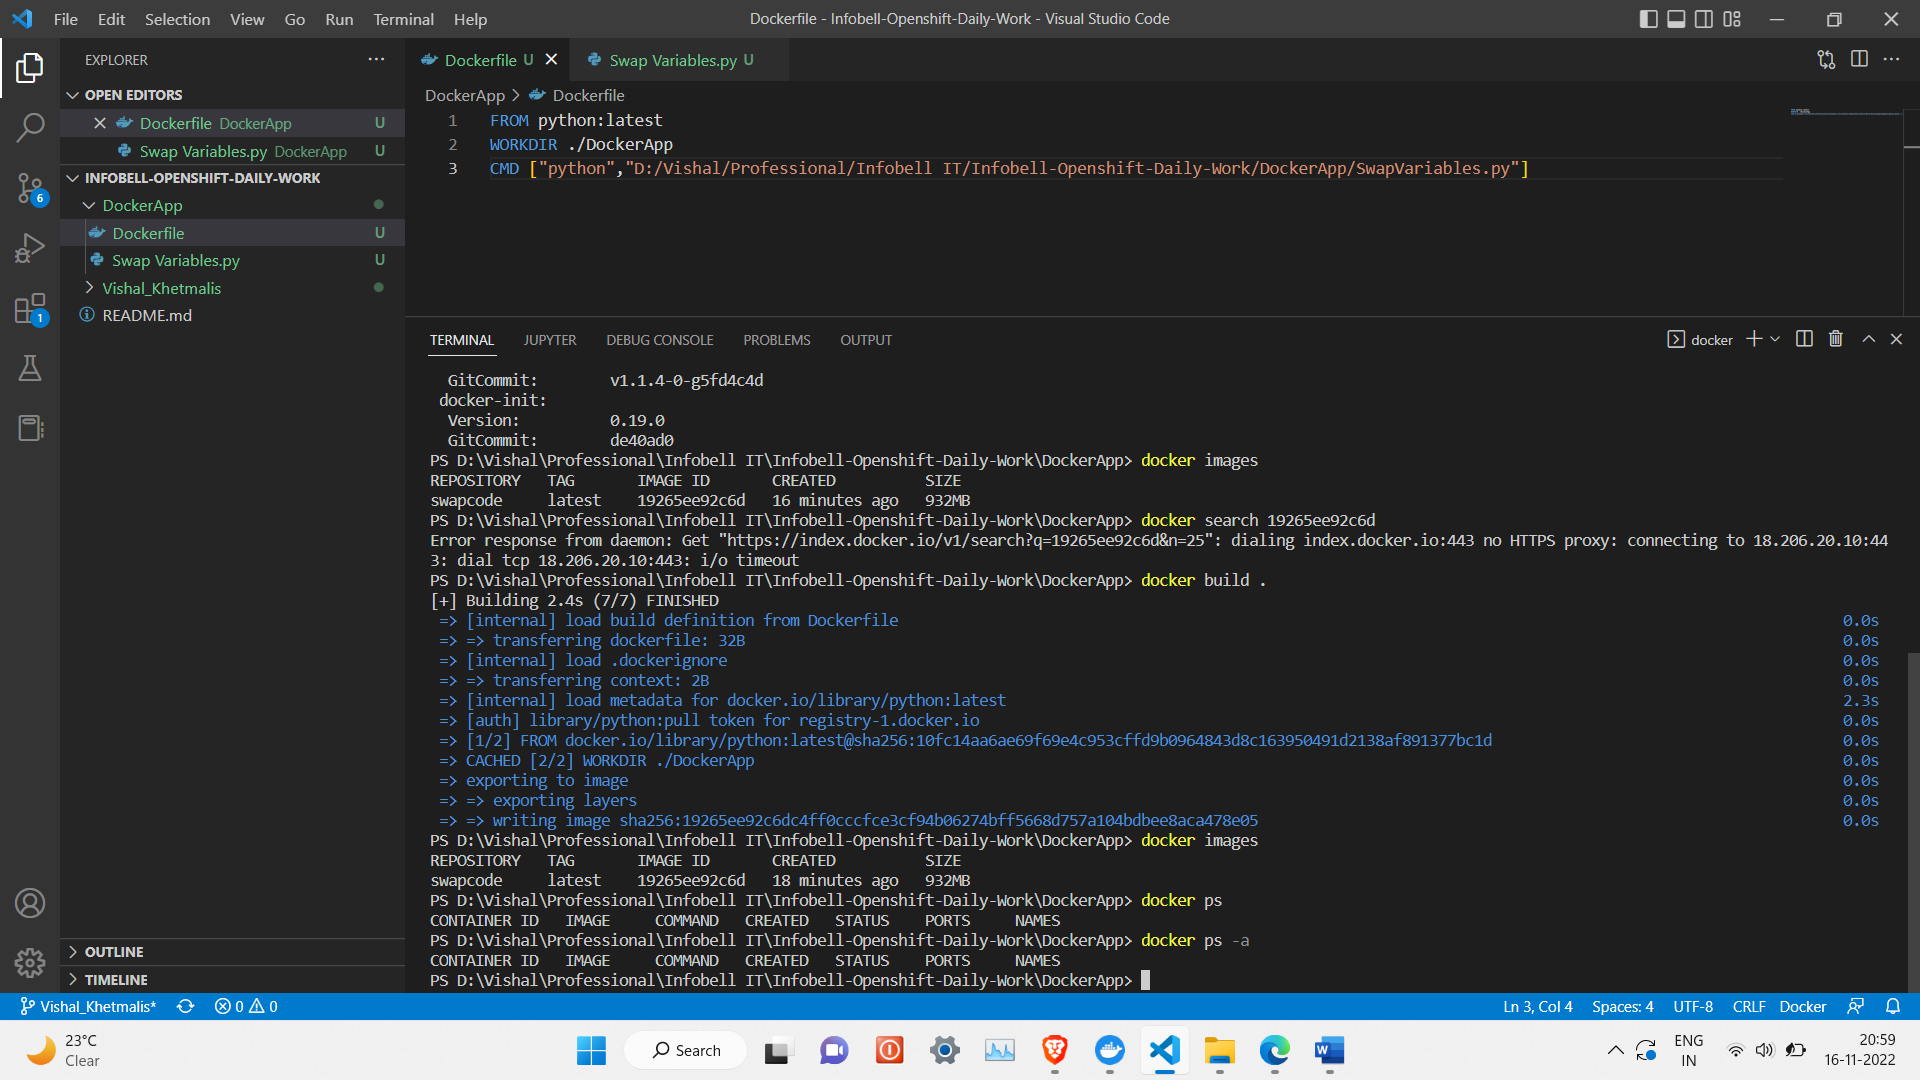 File Edit Selection View Go Run Terminal Help
Dockerfile - Infobell-Openshift-Daily-Work - Visual Studio Code
EXPLORER
OPEN EDITORS
Dockerfile DockerApp U
Swap Variables.py DockerApp U
INFOBELL-OPENSHIFT-DAILY-WORK
DockerApp
Dockerfile U
Swap Variables.py U
Vishal_Khetmalis
README.md
6
1
OUTLINE
TIMELINE
Dockerfile U
Swap Variables.py U
DockerApp > Dockerfile
1 FROM python:latest
2 WORKDIR ./DockerApp
3 CMD ["python","D:/Vishal/Professional/Infobell IT/Infobell-Openshift-Daily-Work/DockerApp/SwapVariables.py"]
TERMINAL JUPYTER DEBUG CONSOLE PROBLEMS OUTPUT
docker
GitCommit: v1.1.4-0-g5fd4c4d
docker-init:
Version: 0.19.0
GitCommit: de40ad0
PS D:\Vishal\Professional\Infobell IT\Infobell-Openshift-Daily-Work\DockerApp> docker images
REPOSITORY TAG IMAGE ID CREATED SIZE
swapcode latest 19265ee92c6d 16 minutes ago 932MB
PS D:\Vishal\Professional\Infobell IT\Infobell-Openshift-Daily-Work\DockerApp> docker search 19265ee92c6d
Error response from daemon: Get "https://index.docker.io/v1/search?q=19265ee92c6d&n=25": dialing index.docker.io:443 no HTTPS proxy: connecting to 18.206.20.10:44
3: dial tcp 18.206.20.10:443: i/o timeout
PS D:\Vishal\Professional\Infobell IT\Infobell-Openshift-Daily-Work\DockerApp> docker build .
[+] Building 2.4s (7/7) FINISHED
=> [internal] load build definition from Dockerfile 0.0s
=> => transferring dockerfile: 32B 0.0s
=> [internal] load .dockerignore 0.0s
=> => transferring context: 2B 0.0s
=> [internal] load metadata for docker.io/library/python:latest 2.3s
=> [auth] library/python:pull token for registry-1.docker.io 0.0s
=> [1/2] FROM docker.io/library/python:latest@sha256:10fc14aa6ae69f69e4c953cffd9b0964843d8c163950491d2138af891377bc1d 0.0s
=> CACHED [2/2] WORKDIR ./DockerApp 0.0s
=> exporting to image 0.0s
=> => exporting layers 0.0s
=> => writing image sha256:19265ee92c6dc4ff0cccfce3cf94b06274bff5668d757a104bdbee8aca478e05 0.0s
PS D:\Vishal\Professional\Infobell IT\Infobell-Openshift-Daily-Work\DockerApp> docker images
REPOSITORY TAG IMAGE ID CREATED SIZE
swapcode latest 19265ee92c6d 18 minutes ago 932MB
PS D:\Vishal\Professional\Infobell IT\Infobell-Openshift-Daily-Work\DockerApp> docker ps
CONTAINER ID IMAGE COMMAND CREATED STATUS PORTS NAMES
PS D:\Vishal\Professional\Infobell IT\Infobell-Openshift-Daily-Work\DockerApp> docker ps -a
CONTAINER ID IMAGE COMMAND CREATED STATUS PORTS NAMES
PS D:\Vishal\Professional\Infobell IT\Infobell-Openshift-Daily-Work\DockerApp>
Vishal_Khetmalis* 0 0
Ln 3, Col 4 Spaces: 4 UTF-8 CRLF Docker
23°C
Clear
Search
ENG
IN
20:59
16-11-2022